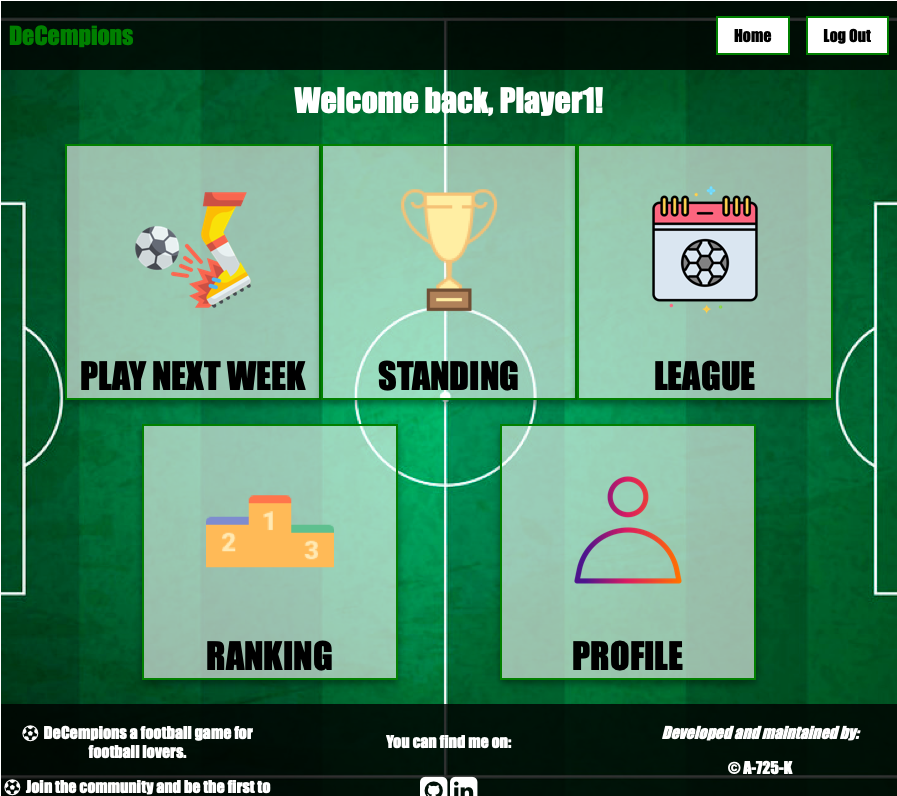 DeCempions
Home
Log Out
Welcome back, Player1!
PLAY NEXT WEEK
STANDING
LEAGUE
1
2
3
RANKING
PROFILE
DeCempions a football game for
football lovers.
Join the community and be the first to
You can find me on:
in
Developed and maintained by:
© A-725-K